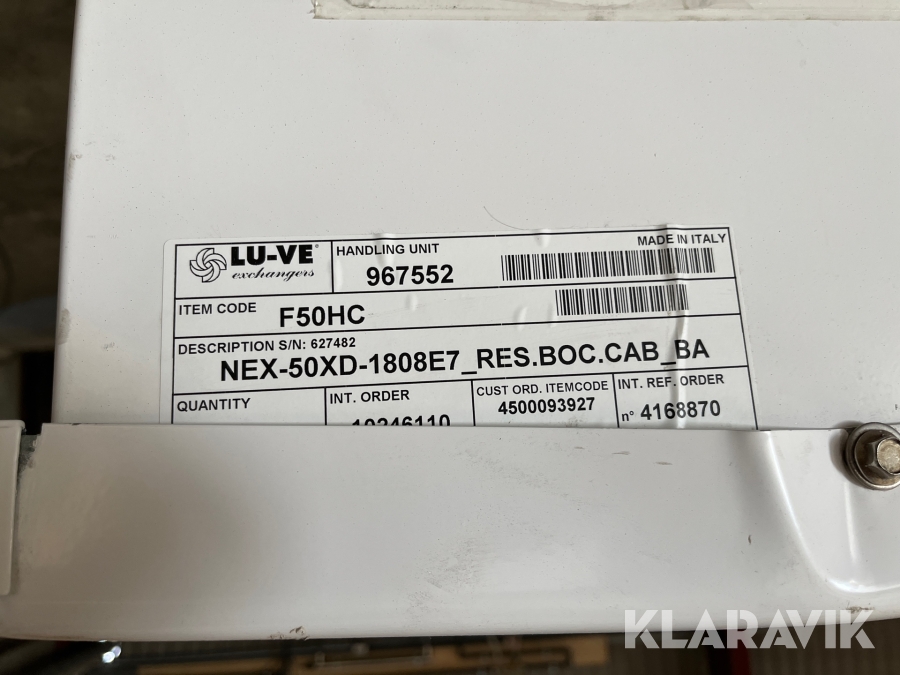 LU-VE®
exchangers
HANDLING UNIT
967552
MADE IN ITALY
ITEM CODE F50HC
DESCRIPTION S/N: 627482
NEX-50XD-1808E7_RES.BOC.CAB_BA
QUANTITY
INT. ORDER
10246110
CUST ORD. ITEMCODE
4500093927
INT. REF. ORDER
n° 4168870
KLARAVIK